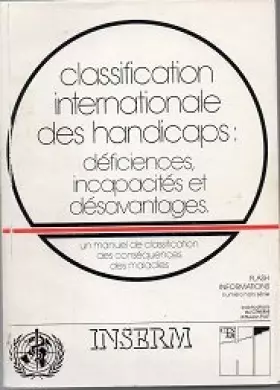 classification
internationale
des handicaps:
déficiences,
incapacités et
désavantages.
un manuel de classification
des conséquences
des maladies
FLASH
INFORMATIONS
numéro hors série
INSERM